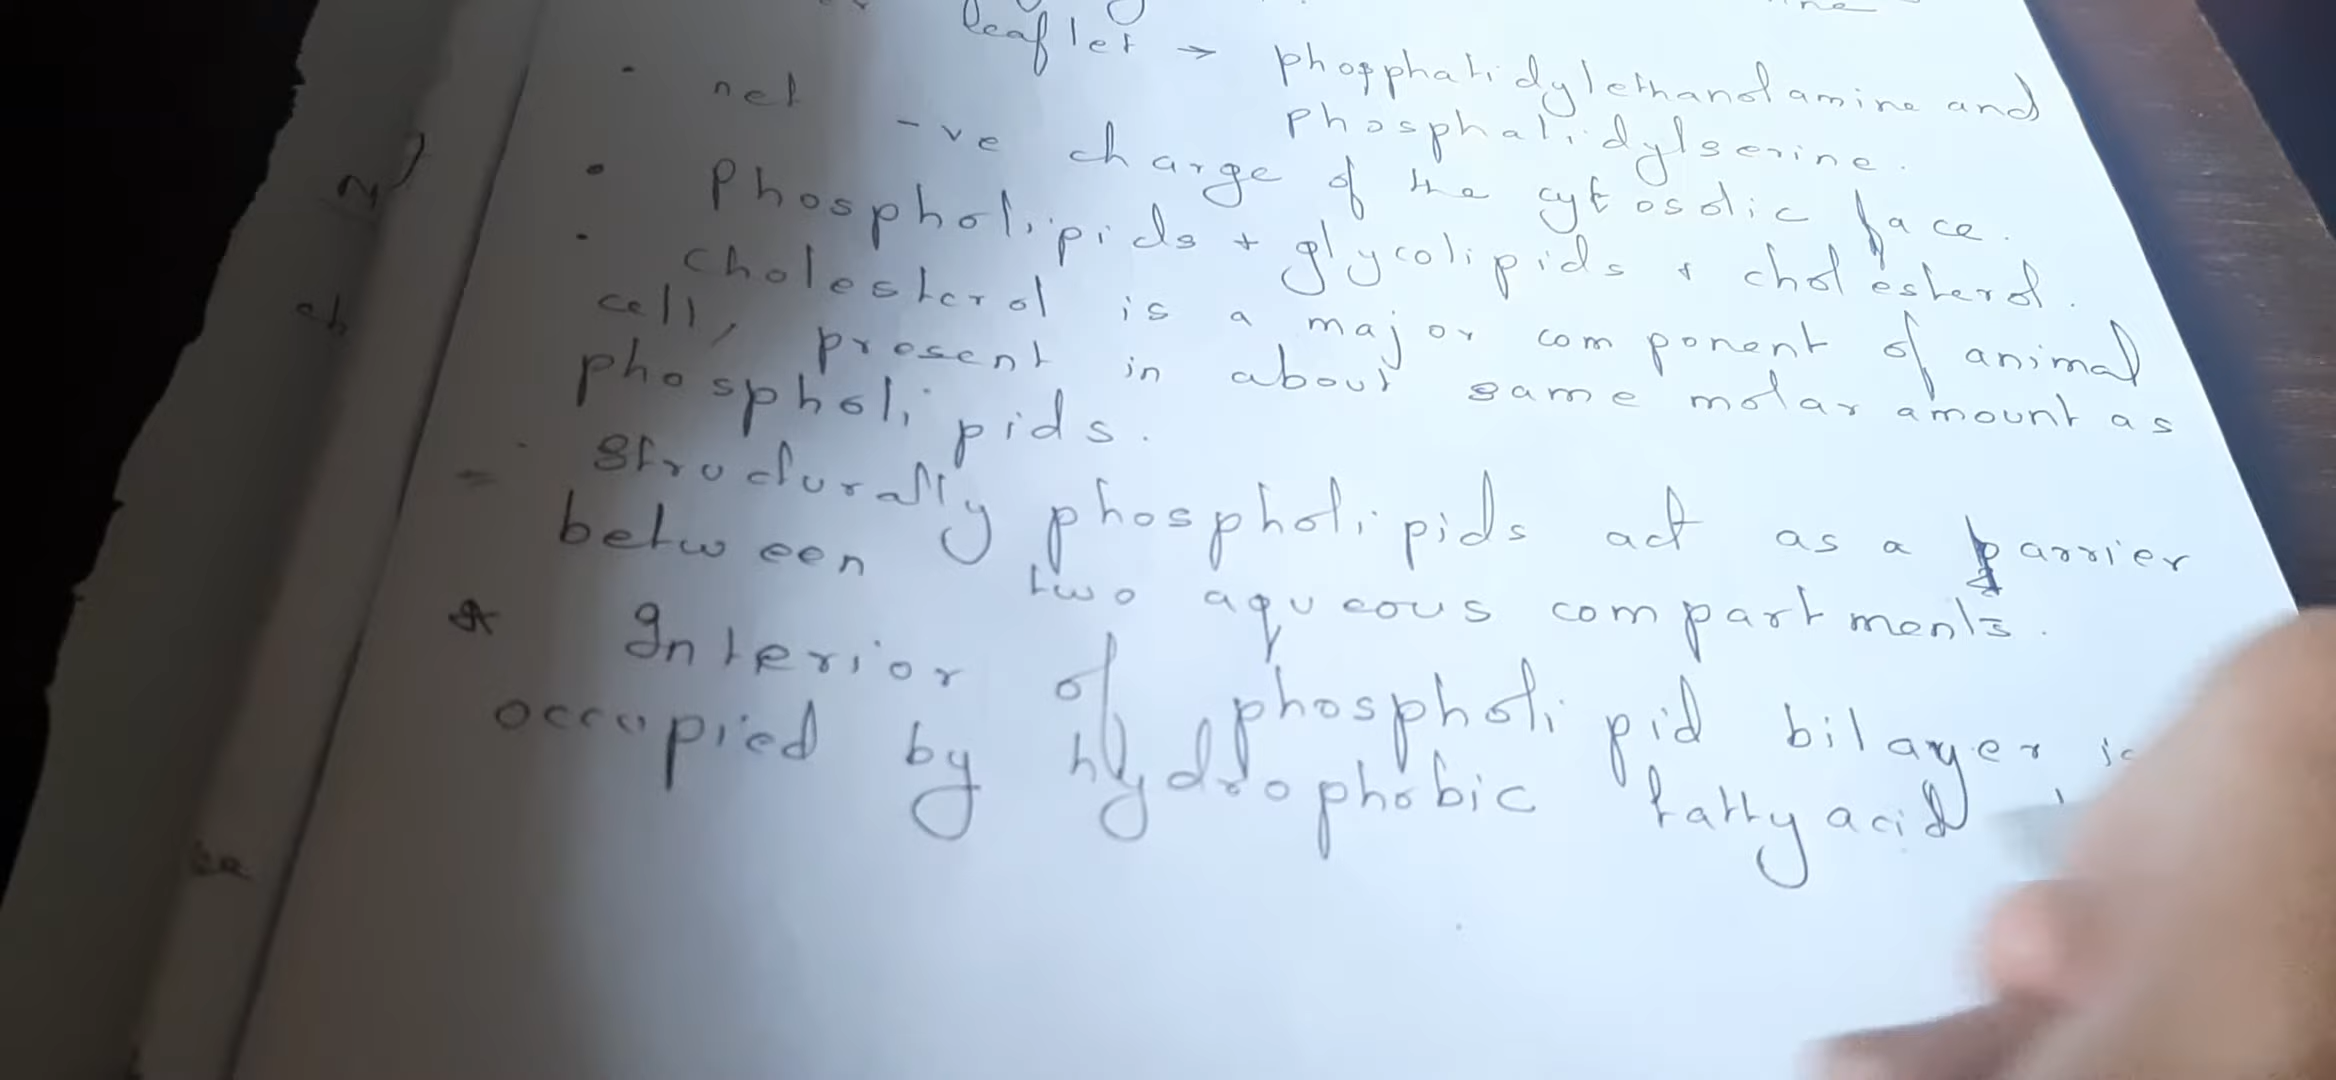 leaflet → phosphatidylethanolamine and
phosphatidylserine.
• net -ve charge of the cytosolic face.
• Phospholipids + glycolipids + cholesterol.
• Cholesterol is a major component of animal
cell, present in about same molar amount as
phospholipids.
- Structurally phospholipids act as a barrier
between two aqueous compartments.
* Interior of phospholipid bilayer is
occupied by hydrophobic fatty acid